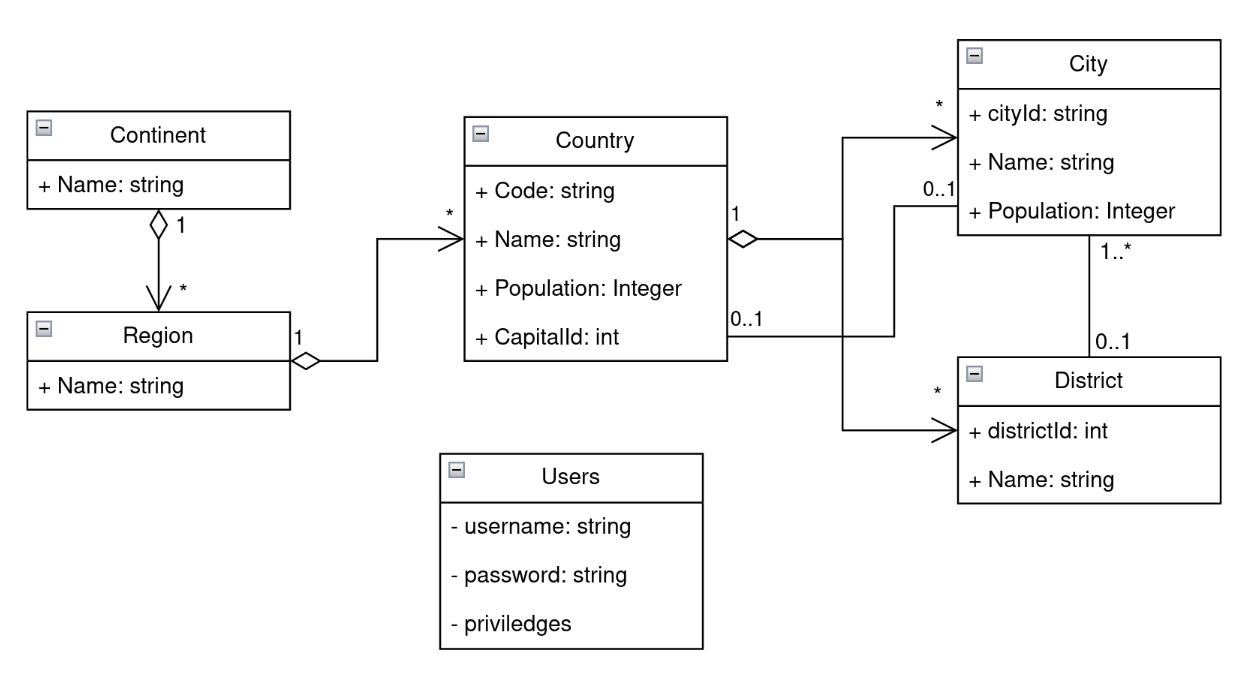 Continent
+ Name: string
1
*
Region
+ Name: string
1
*
Country
+ Code: string
+ Name: string
+ Population: Integer
+ CapitalId: int
1
0..1
*
0..1
City
+ cityId: string
+ Name: string
+ Population: Integer
1..*
0..1
*
District
+ districtId: int
+ Name: string
Users
- username: string
- password: string
- priviledges